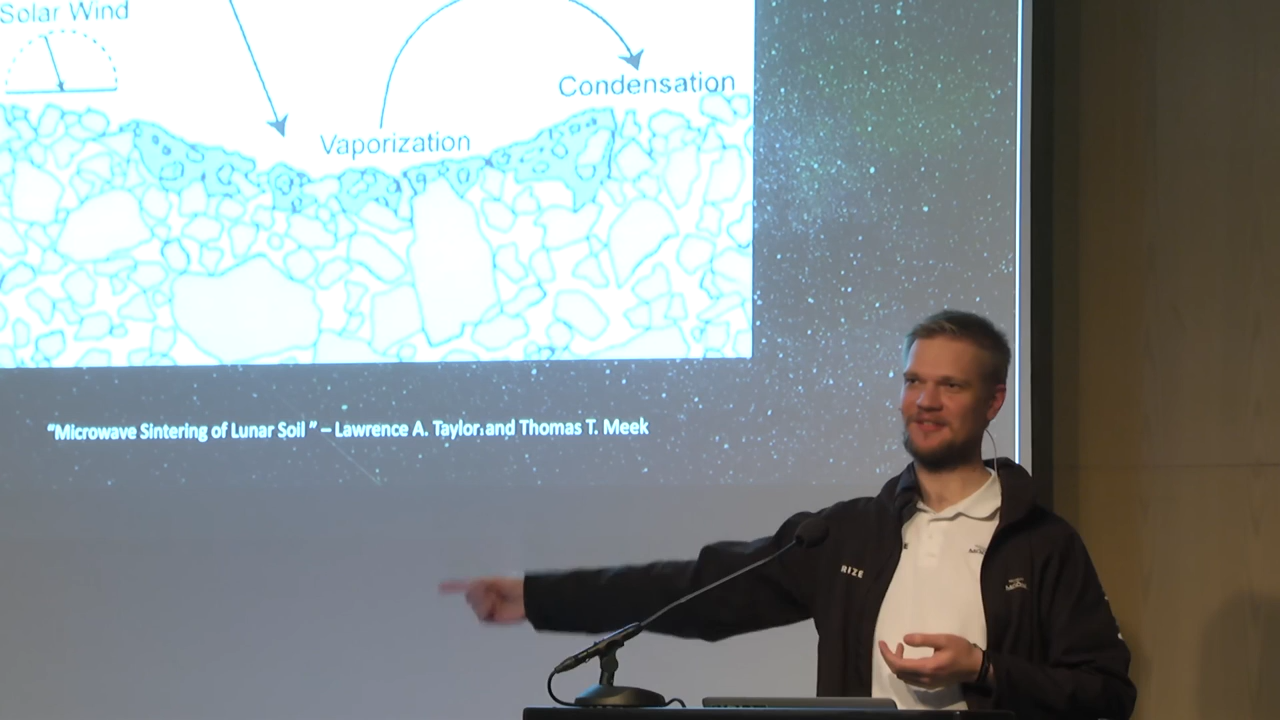 Solar Wind
Condensation
Vaporization
“Microwave Sintering of Lunar Soil ” – Lawrence A. Taylor, and Thomas T. Meek
RIZE